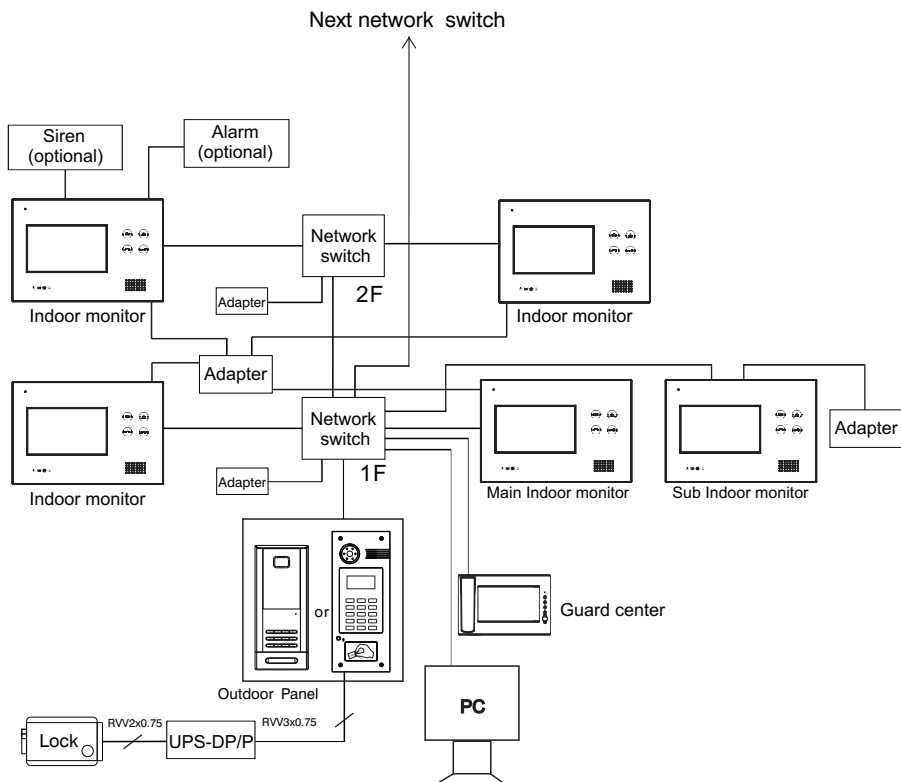 Next network switch
Siren
(optional)
Alarm
(optional)
Network
switch
2F
Adapter
Indoor monitor
Indoor monitor
Adapter
Network
switch
1F
Adapter
Adapter
Indoor monitor
Main Indoor monitor
Sub Indoor monitor
or
Guard center
Outdoor Panel
PC
RVV2x0.75
RVV3x0.75
Lock
UPS-DP/P